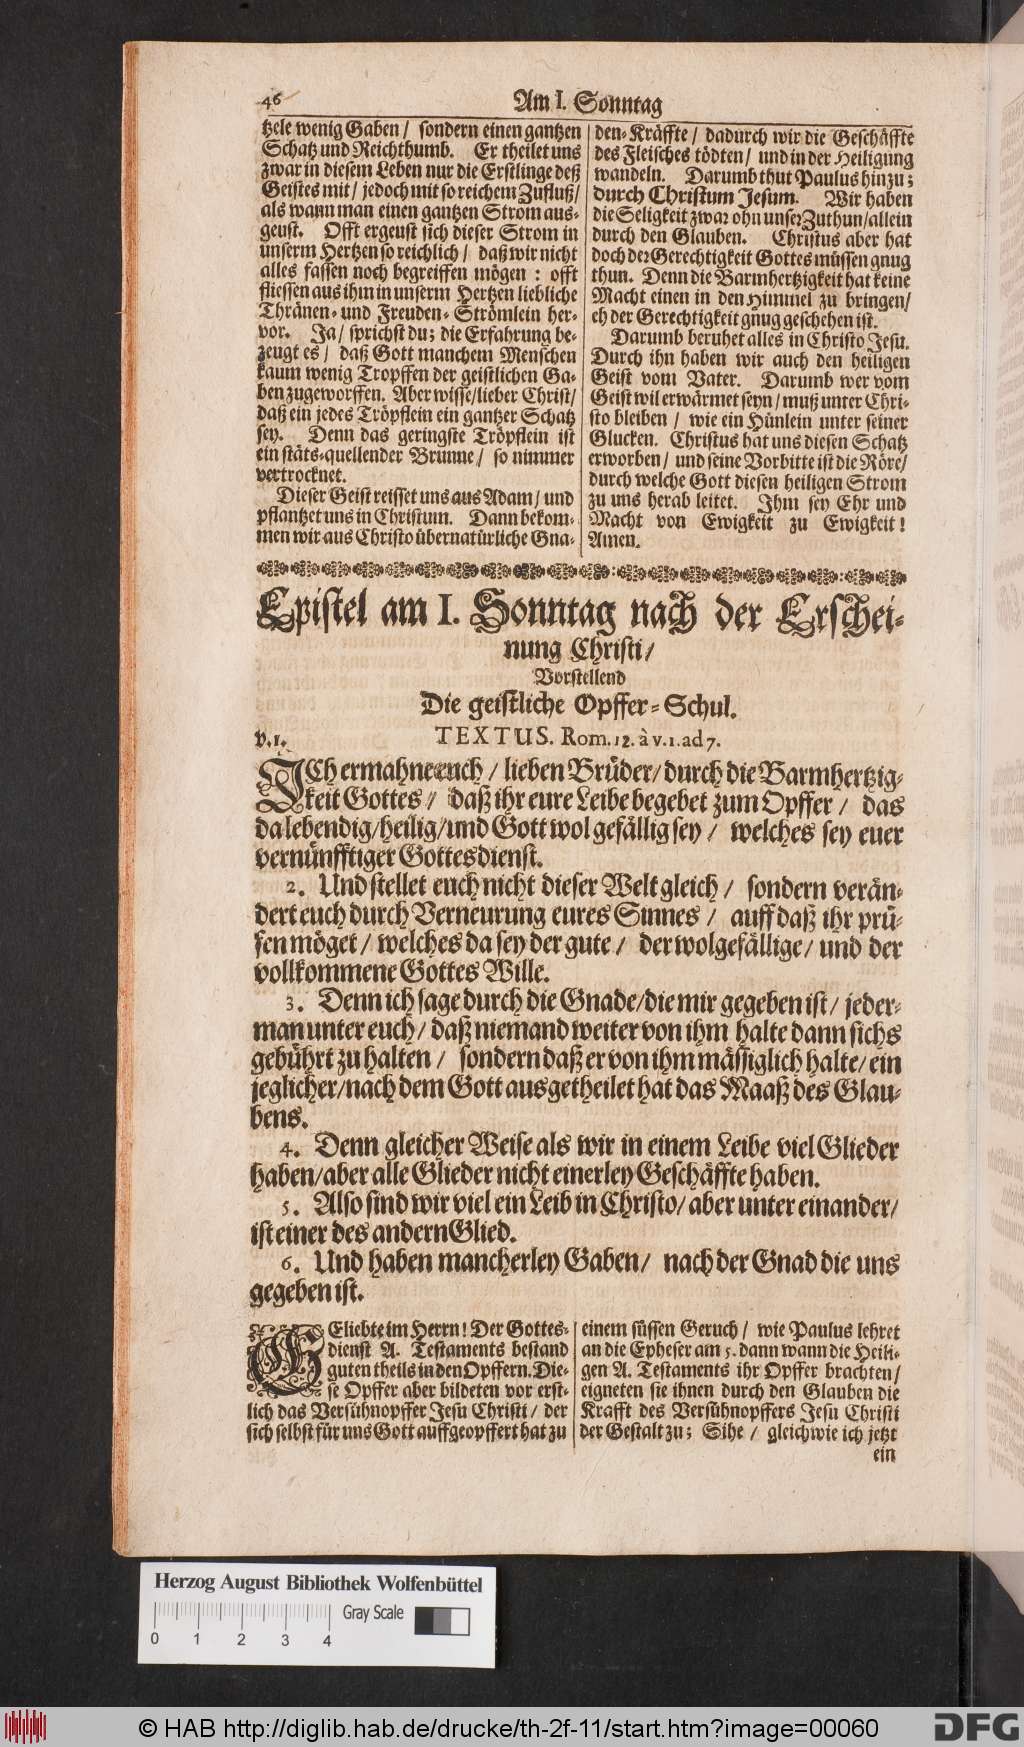 46
Am I. Sonntag
tzele wenig Gaben / sondern einen gantzen
Schatz und Reichthumb. Er theilet uns
zwar in diesem Leben nur die Erstlinge deß
Geistes mit / jedoch mit so reichem Zufluß /
als wann man einen gantzen Strom aus-
geust. Offt ergeust sich dieser Strom in
unserm Hertzen so reichlich / daß wir nicht
alles fassen noch begreiffen mögen : offt
fliessen aus ihm in unserm Hertzen liebliche
Thränen- und Freuden-Strömlein her-
vor. Ja / sprichst du; die Erfahrung be-
zeugt es / daß Gott manchem Menschen
kaum wenig Tropffen der geistlichen Ga-
ben zugeworffen. Aber wisse / lieber Christ /
daß ein jedes Tröpflein ein gantzer Schatz
sey. Denn das geringste Tröpflein ist
ein stäts-quellender Brunne / so nimmer
vertrocknet.
Dieser Geist reisset uns aus Adam / und
pflantzet uns in Christum. Dann bekom-
men wir aus Christo übernatürliche Gna-
den-Kräffte / dadurch wir die Geschäffte
des Fleisches tödten / und in der Heiligung
wandeln. Darumb thut Paulus hinzu;
durch Christum Jesum. Wir haben
die Seligkeit zwar ohn unser Zuthun / allein
durch den Glauben. Christus aber hat
doch der Gerechtigkeit Gottes müssen gnug
thun. Denn die Barmhertzigkeit hat keine
Macht einen in den Himmel zu bringen /
eh der Gerechtigkeit gnug geschehen ist.
Darumb beruhet alles in Christo Jesu.
Durch ihn haben wir auch den heiligen
Geist vom Vater. Darumb wer vom
Geist wil erwärmet seyn / muß unter Chri-
sto bleiben / wie ein Hünlein unter seiner
Glucken. Christus hat uns diesen Schatz
erworben / und seine Vorbitte ist die Röre /
durch welche Gott diesen heiligen Strom
zu uns herab leitet. Ihm sey Ehr und
Macht von Ewigkeit zu Ewigkeit!
Amen.
Epistel am I. Sonntag nach der Erschei-
nung Christi /
Vorstellend
Die geistliche Opffer-Schul.
v. 1. TEXTUS. Rom. 12. à v. 1. ad 7.
ICh ermahne euch / lieben Brüder / durch die Barmhertzig-
keit Gottes / daß ihr eure Leibe begebet zum Opffer / das
da lebendig / heilig / und Gott wol gefällig sey / welches sey euer
vernünfftiger Gottesdienst.
2. Und stellet euch nicht dieser Welt gleich / sondern verän-
dert euch durch Verneurung eures Sinnes / auff daß ihr prü-
fen möget / welches da sey der gute / der wolgefällige / und der
vollkommene Gottes Wille.
3. Denn ich sage durch die Gnade / die mir gegeben ist / jeder-
man unter euch / daß niemand weiter von ihm halte dann sichs
gebührt zu halten / sondern daß er von ihm mässiglich halte / ein
jeglicher / nach dem Gott ausgetheilet hat das Maaß des Glau-
bens.
4. Denn gleicher Weise als wir in einem Leibe viel Glieder
haben / aber alle Glieder nicht einerley Geschäffte haben.
5. Also sind wir viel ein Leib in Christo / aber unter einander /
ist einer des andern Glied.
6. Und haben mancherley Gaben / nach der Gnad die uns
gegeben ist.
GEliebte im Herrn! Der Gottes-
dienst A. Testaments bestand
guten theils in den Opffern. Die-
se Opffer aber bildeten vor erst-
lich das Versühnopffer Jesu Christi / der
sich selbst für uns Gott auffgeopffert hat zu
einem süssen Geruch / wie Paulus lehret
an die Epheser am 5. dann wann die Heili-
gen A. Testaments ihr Opffer brachten /
eigneten sie ihnen durch den Glauben die
Krafft des Versühnopffers Jesu Christi
der Gestalt zu; Sihe / gleichwie ich jetzt
ein
Herzog August Bibliothek Wolfenbüttel
Gray Scale
0 1 2 3 4
© HAB http://diglib.hab.de/drucke/th-2f-11/start.htm?image=00060
DFG